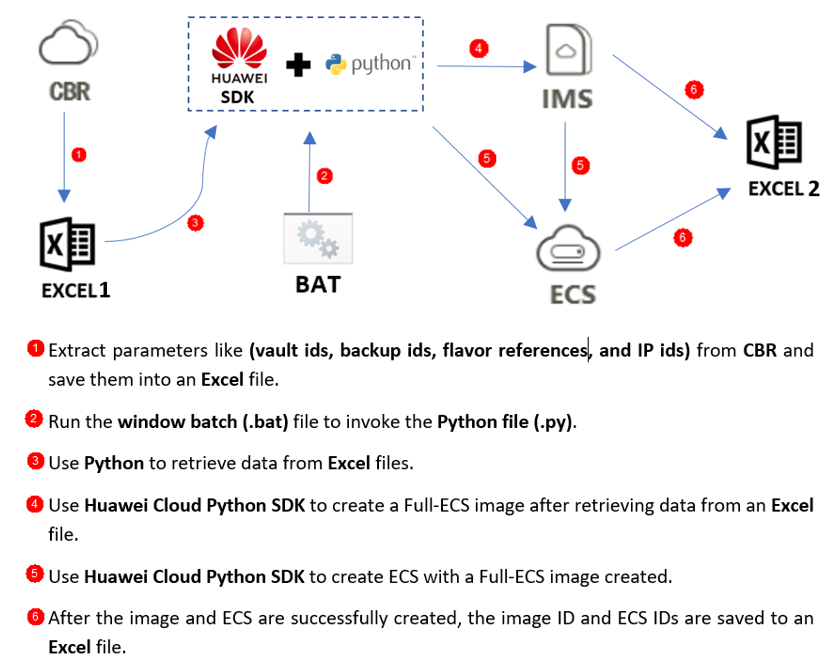 CBR
HUAWEI
SDK
python
4
IMS
6
EXCEL 2
1
2
3
5
5
6
EXCEL1
BAT
ECS
1 Extract parameters like (vault ids, backup ids, flavor references, and IP ids) from CBR and
save them into an Excel file.
2 Run the window batch (.bat) file to invoke the Python file (.py).
3 Use Python to retrieve data from Excel files.
4 Use Huawei Cloud Python SDK to create a Full-ECS image after retrieving data from an Excel
file.
5 Use Huawei Cloud Python SDK to create ECS with a Full-ECS image created.
6 After the image and ECS are successfully created, the image ID and ECS IDs are saved to an
Excel file.